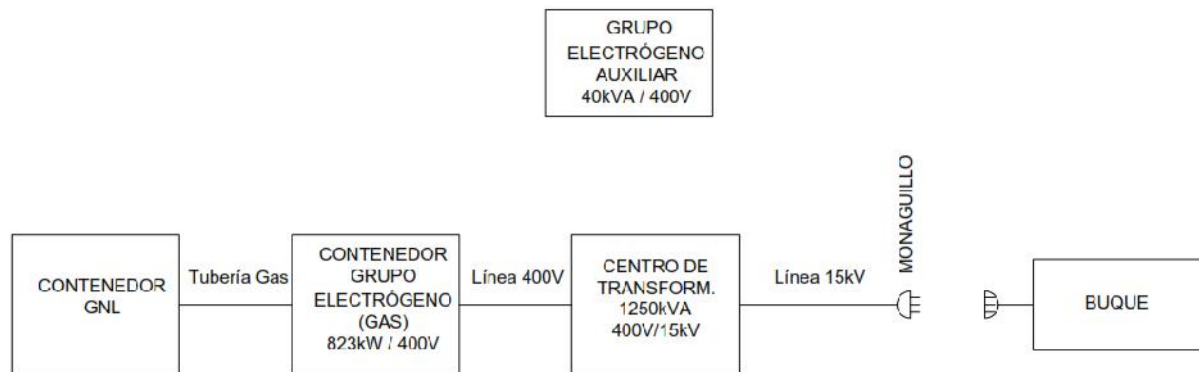 GRUPO
ELECTRÓGENO
AUXILIAR
40kVA / 400V
MONAGUILLO
CONTENEDOR
GNL
Tubería Gas
CONTENEDOR
GRUPO
ELECTRÓGENO
(GAS)
823kW / 400V
Línea 400V
CENTRO DE
TRANSFORM.
1250kVA
400V/15kV
Línea 15kV
BUQUE